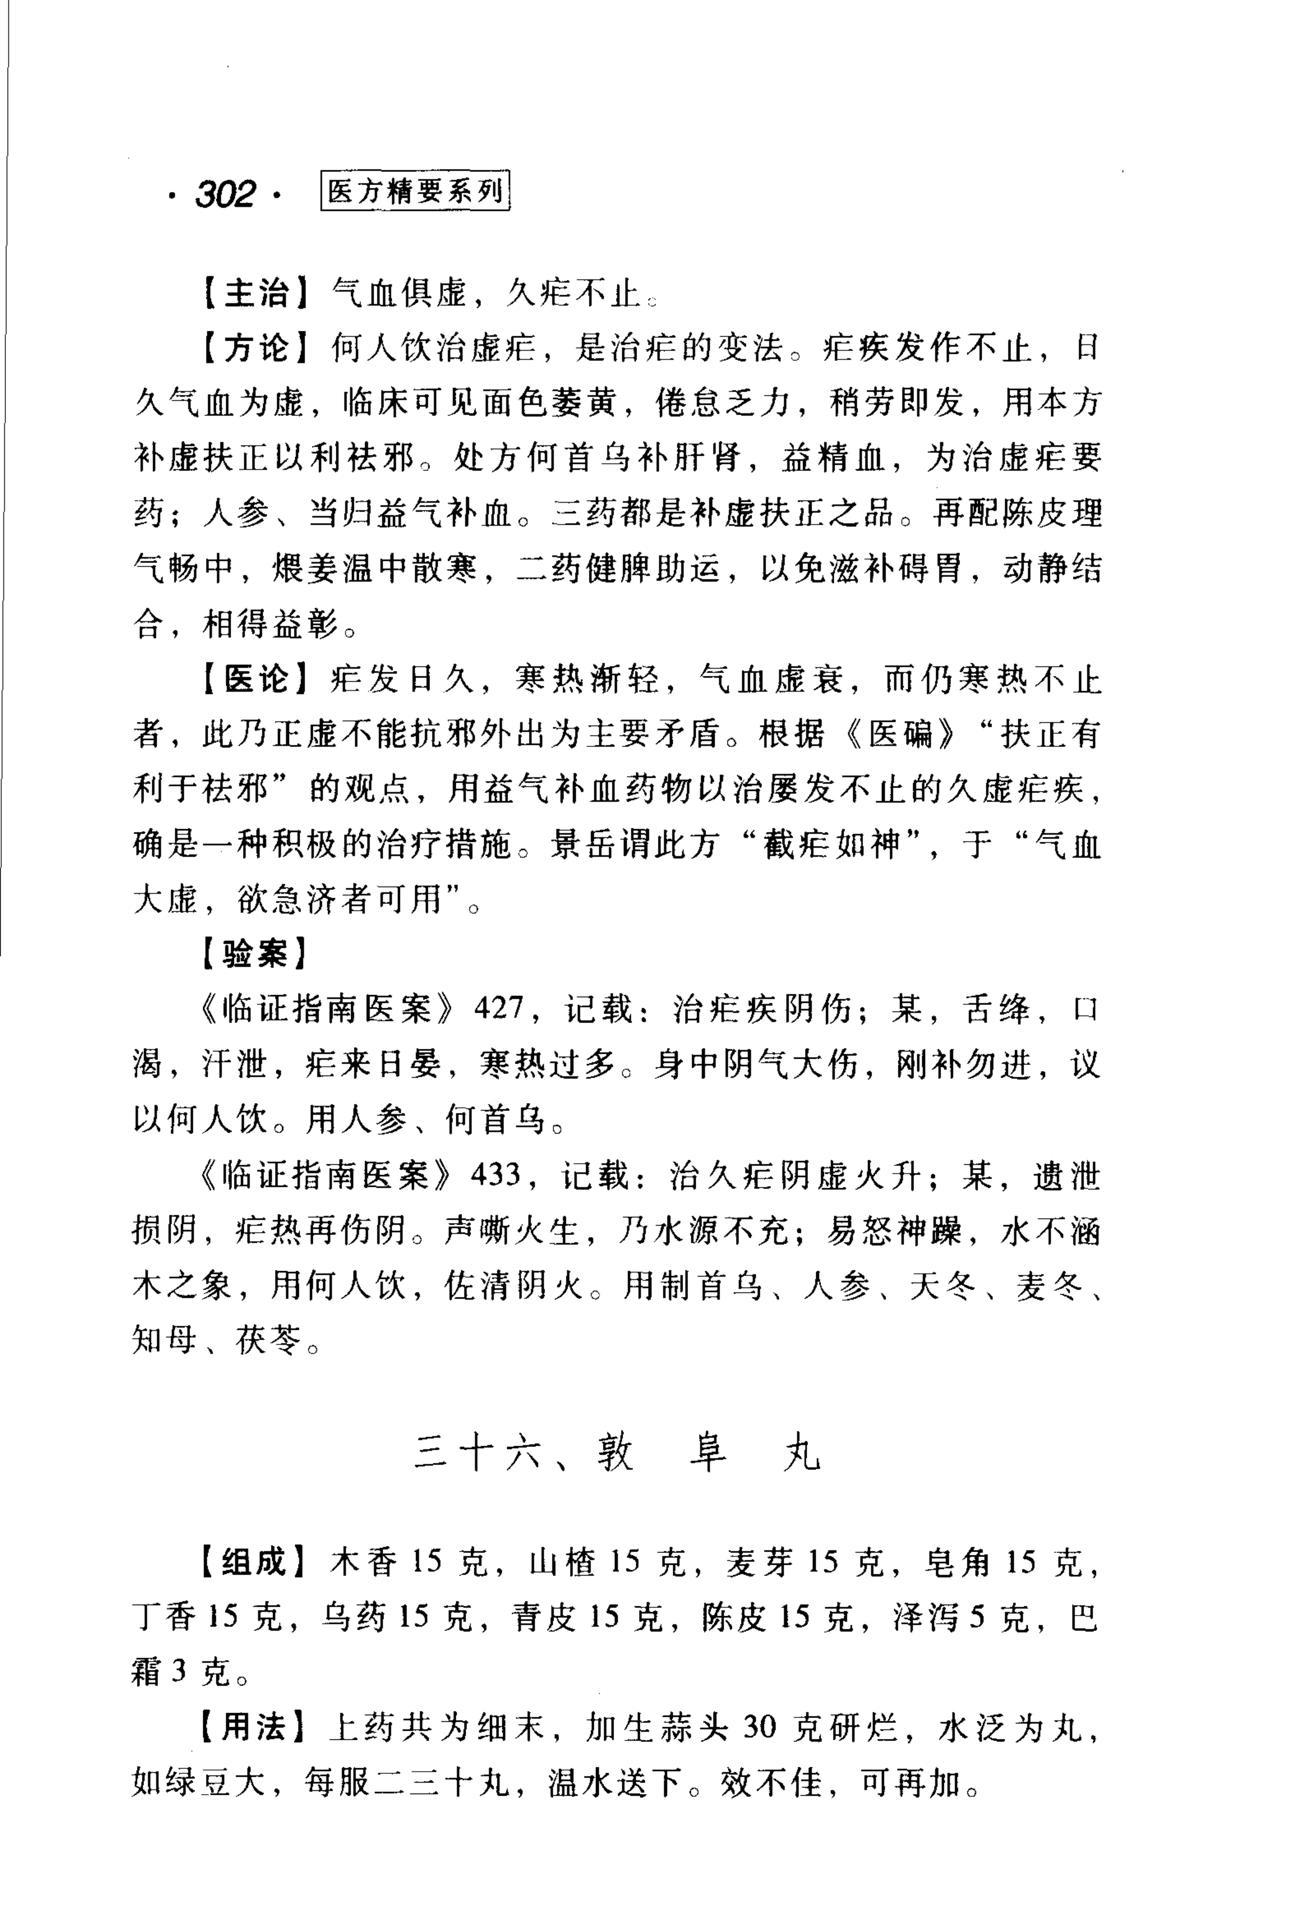 ·302· 医方精要系列
【主治】气血俱虚，久疟不止。
【方论】何人饮治虚疟，是治疟的变法。疟疾发作不止，日
久气血为虚，临床可见面色萎黄，倦怠乏力，稍劳即发，用本方
补虚扶正以利祛邪。处方何首乌补肝肾，益精血，为治虚疟要
药；人参、当归益气补血。三药都是补虚扶正之品。再配陈皮理
气畅中，煨姜温中散寒，二药健脾助运，以免滋补碍胃，动静结
合，相得益彰。
【医论】疟发日久，寒热渐轻，气血虚衰，而仍寒热不止
者，此乃正虚不能抗邪外出为主要矛盾。根据《医碥》“扶正有
利于祛邪”的观点，用益气补血药物以治屡发不止的久虚疟疾，
确是一种积极的治疗措施。景岳谓此方“截疟如神”，于“气血
大虚，欲急济者可用”。
【验案】
《临证指南医案》427，记载：治疟疾阴伤；某，舌绛，口
渴，汗泄，疟来日晏，寒热过多。身中阴气大伤，刚补勿进，议
以何人饮。用人参、何首乌。
《临证指南医案》433，记载：治久疟阴虚火升；某，遗泄
损阴，疟热再伤阴。声嘶火生，乃水源不充；易怒神躁，水不涵
木之象，用何人饮，佐清阴火。用制首乌、人参、天冬、麦冬、
知母、茯苓。
三十六、敦阜丸
【组成】木香 15 克，山楂 15 克，麦芽 15 克，皂角 15 克，
丁香 15 克，乌药 15 克，青皮 15 克，陈皮 15 克，泽泻 5 克，巴
霜 3 克。
【用法】上药共为细末，加生蒜头 30 克研烂，水泛为丸，
如绿豆大，每服二三十丸，温水送下。效不佳，可再加。